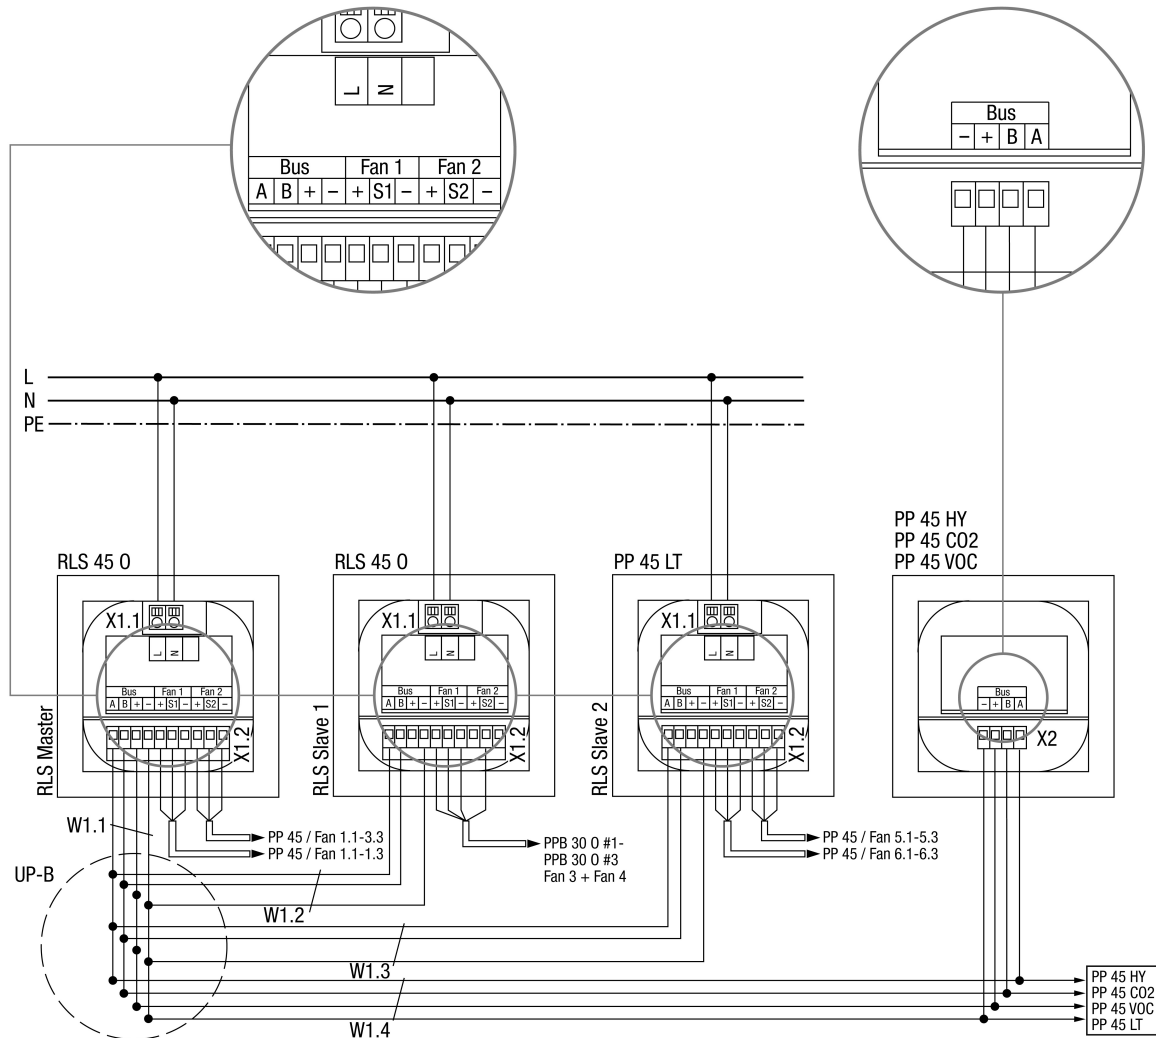 L N
Bus Fan 1 Fan 2
A B + − + S1 − + S2 −
Bus
− + B A
L
N
PE
PP 45 HY
PP 45 CO2
PP 45 VOC
RLS 45 O
RLS 45 O
PP 45 LT
X1.1
X1.1
X1.1
L N
L N
L N
Bus Fan 1 Fan 2
A B + − + S1 − + S2 −
Bus Fan 1 Fan 2
A B + − + S1 − + S2 −
Bus Fan 1 Fan 2
A B + − + S1 − + S2 −
Bus
− + B A
RLS Master
X1.2
RLS Slave 1
X1.2
RLS Slave 2
X1.2
X2
W1.1
PP 45 / Fan 1.1-3.3
PP 45 / Fan 1.1-1.3
PPB 30 O #1-
PPB 30 O #3
Fan 3 + Fan 4
PP 45 / Fan 5.1-5.3
PP 45 / Fan 6.1-6.3
UP-B
W1.2
W1.3
W1.4
PP 45 HY
PP 45 CO2
PP 45 VOC
PP 45 LT